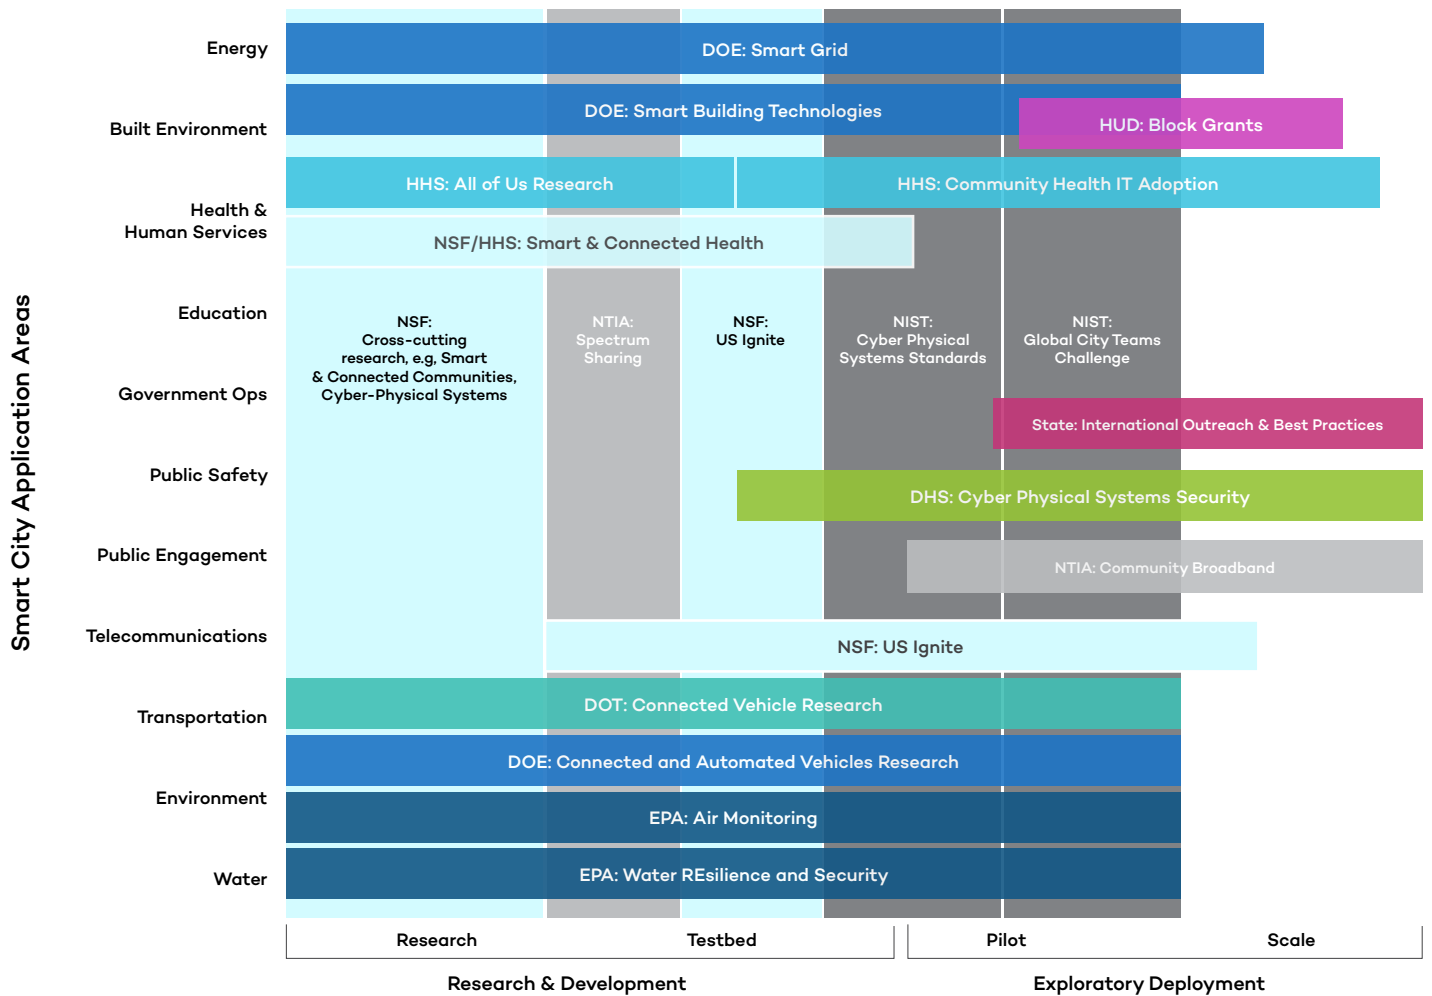 Smart City Application Areas
Energy
DOE: Smart Grid
Built Environment
DOE: Smart Building Technologies
HUD: Block Grants
Health &
Human Services
HHS: All of Us Research
HHS: Community Health IT Adoption
NSF/HHS: Smart & Connected Health
Education
Government Ops
Public Safety
Public Engagement
Telecommunications
Transportation
Environment
Water
NSF:
Cross-cutting
research, e.g, Smart
& Connected Communities,
Cyber-Physical Systems
NTIA:
Spectrum
Sharing
NSF:
US Ignite
NIST:
Cyber Physical
Systems Standards
NIST:
Global City Teams
Challenge
State: International Outreach & Best Practices
DHS: Cyber Physical Systems Security
NTIA: Community Broadband
NSF: US Ignite
DOT: Connected Vehicle Research
DOE: Connected and Automated Vehicles Research
EPA: Air Monitoring
EPA: Water REsilience and Security
Research
Testbed
Pilot
Scale
Research & Development
Exploratory Deployment